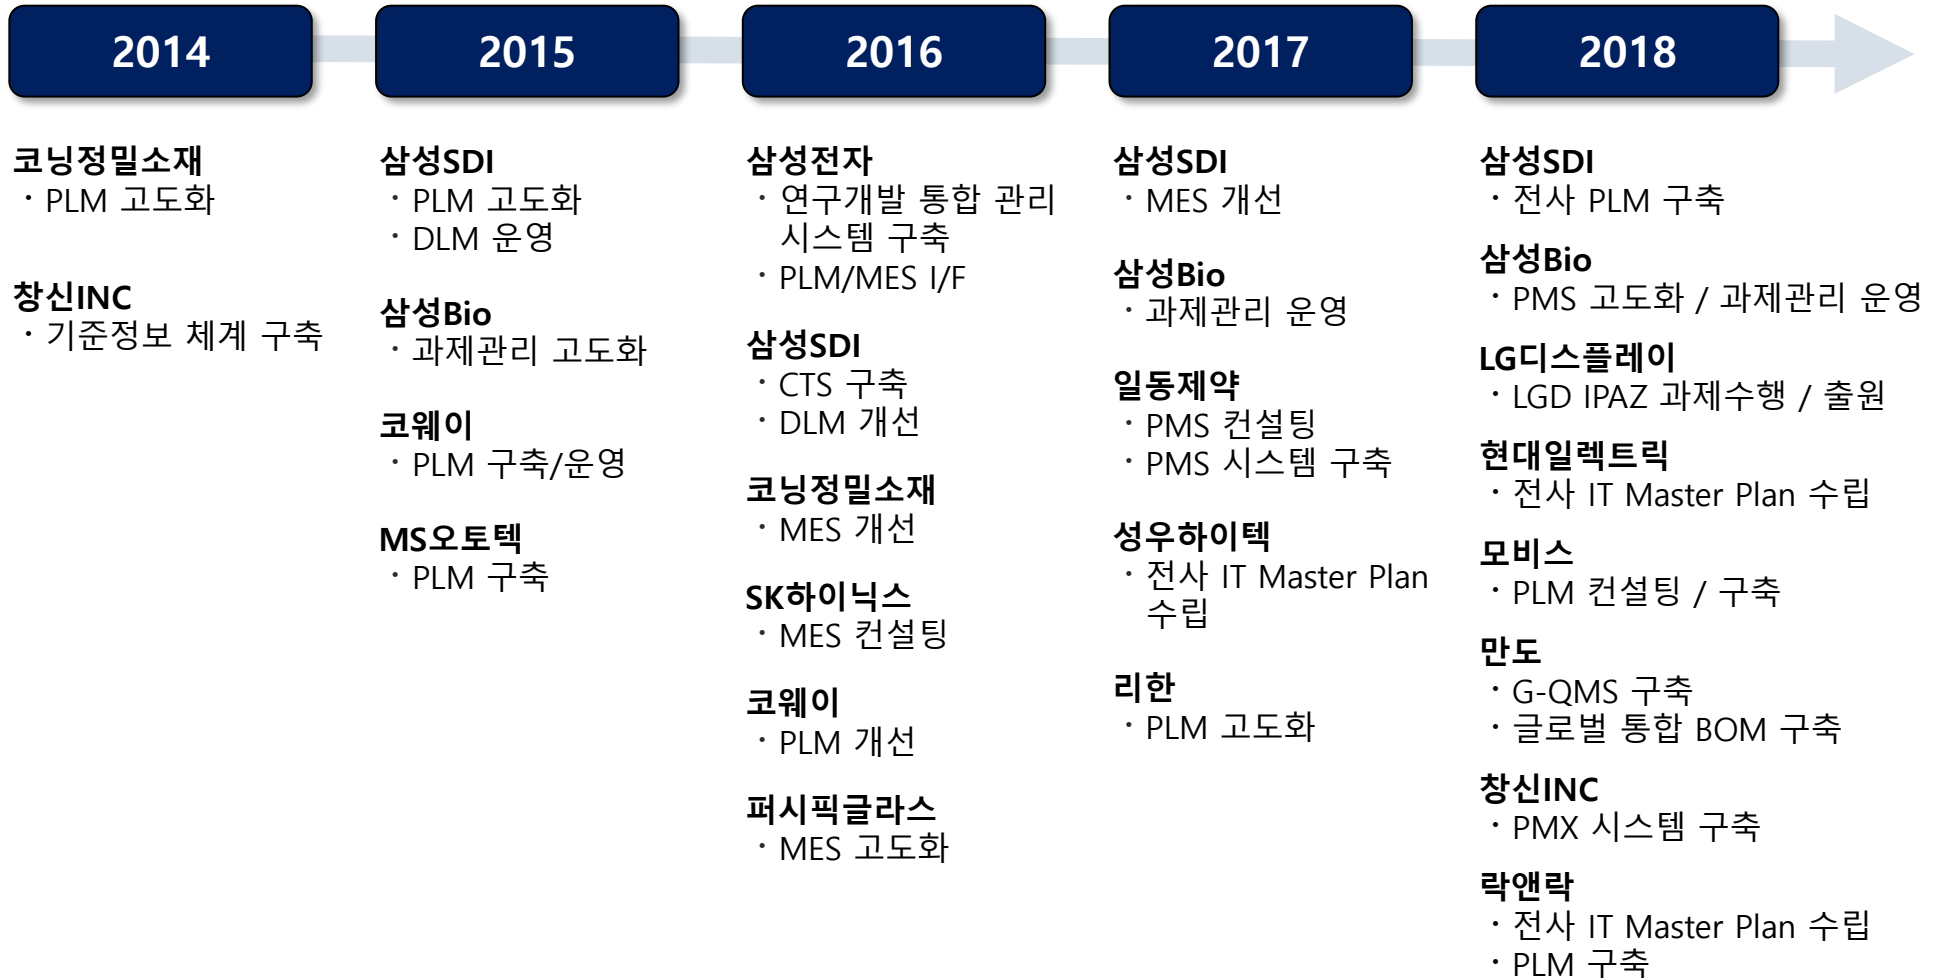 2014
2015
2016
2017
2018
코닝정밀소재
· PLM 고도화
창신INC
· 기준정보 체계 구축
삼성SDI
· PLM 고도화
· DLM 운영
삼성Bio
· 과제관리 고도화
코웨이
· PLM 구축/운영
MS오토텍
· PLM 구축
삼성전자
· 연구개발 통합 관리
시스템 구축
· PLM/MES I/F
삼성SDI
· CTS 구축
· DLM 개선
코닝정밀소재
· MES 개선
SK하이닉스
· MES 컨설팅
코웨이
· PLM 개선
퍼시픽글라스
· MES 고도화
삼성SDI
· MES 개선
삼성Bio
· 과제관리 운영
일동제약
· PMS 컨설팅
· PMS 시스템 구축
성우하이텍
· 전사 IT Master Plan
수립
리한
· PLM 고도화
삼성SDI
· 전사 PLM 구축
삼성Bio
· PMS 고도화 / 과제관리 운영
LG디스플레이
· LGD IPAZ 과제수행 / 출원
현대일렉트릭
· 전사 IT Master Plan 수립
모비스
· PLM 컨설팅 / 구축
만도
· G-QMS 구축
· 글로벌 통합 BOM 구축
창신INC
· PMX 시스템 구축
락앤락
· 전사 IT Master Plan 수립
· PLM 구축